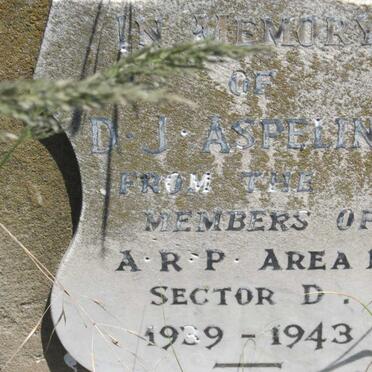 IN MEMORY
OF
D·J·ASPELIN
FROM THE
MEMBERS OF
A·R·P· AREA
SECTOR D.
1939 - 1943